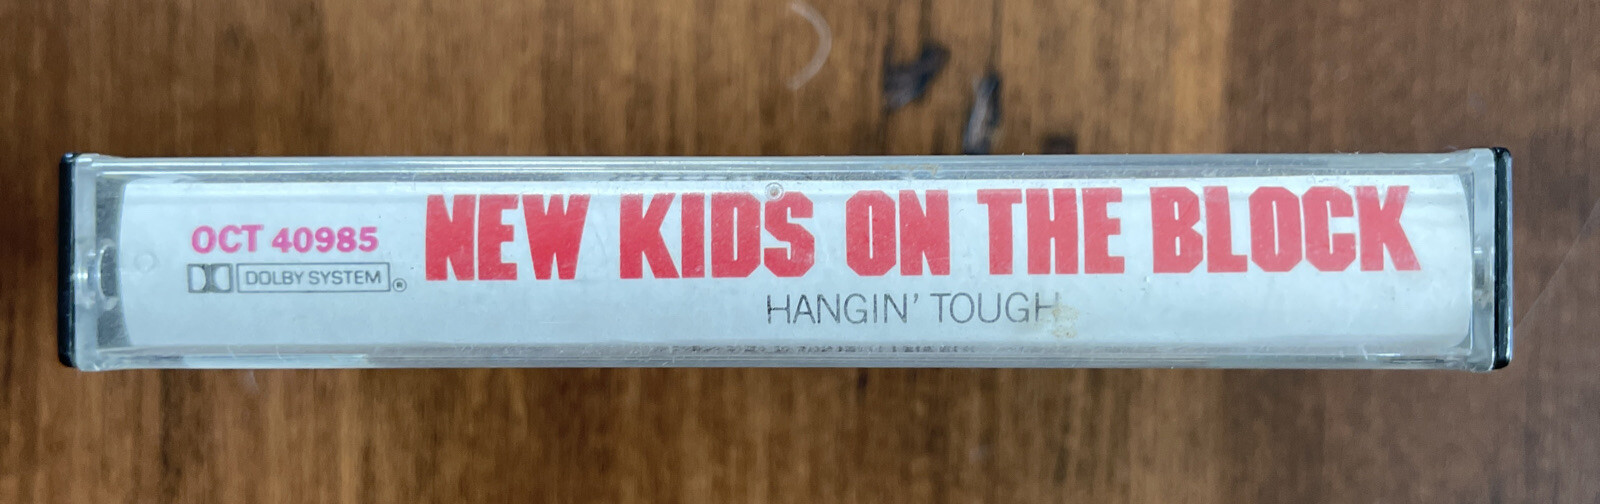 OCT 40985
DOLBY SYSTEM ®
NEW KIDS ON THE BLOCK
HANGIN' TOUGH